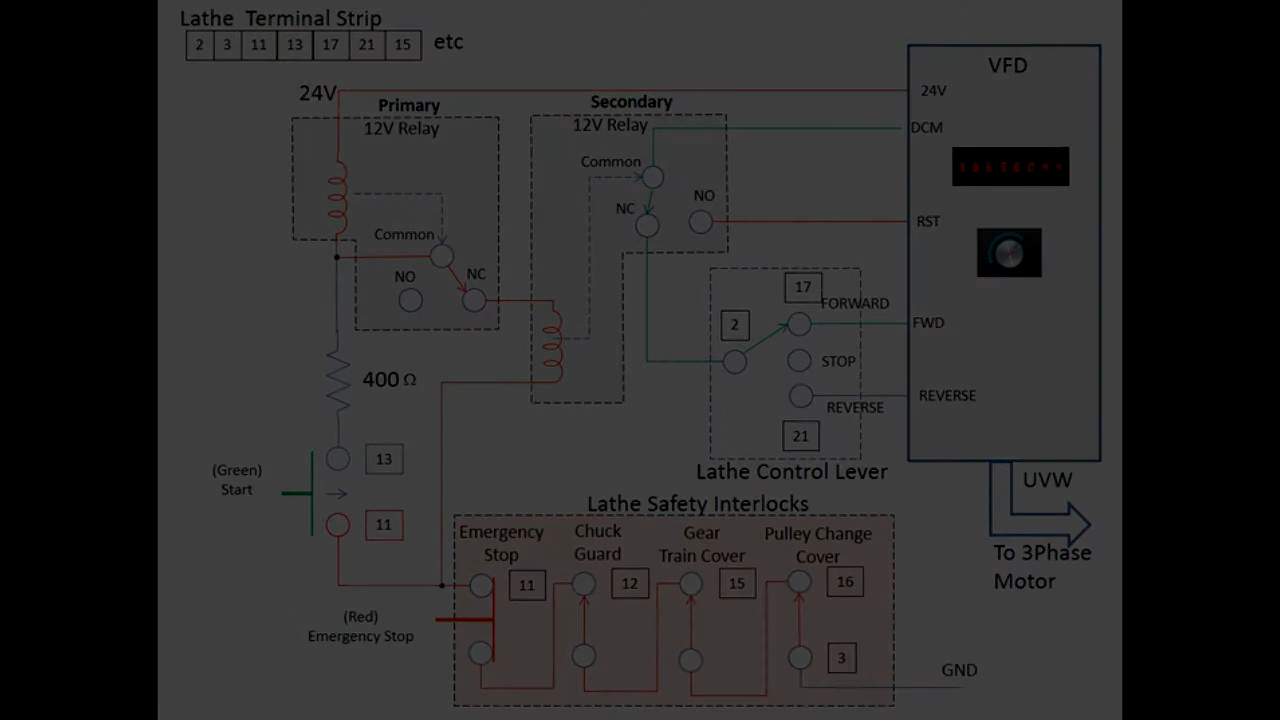 Lathe Terminal Strip
2 3 11 13 17 21 15 etc
24V
Primary
12V Relay
Common
NO
NC
Secondary
12V Relay
Common
NC
NO
VFD
24V
DCM
RST
FWD
REVERSE
17
FORWARD
2
STOP
REVERSE
21
Lathe Control Lever
400 Ω
(Green)
Start
13
11
Lathe Safety Interlocks
Emergency
Stop
Chuck
Guard
Gear
Train Cover
Pulley Change
Cover
11
12
15
16
3
(Red)
Emergency Stop
GND
UVW
To 3Phase
Motor